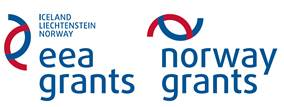 ICELAND
LIECHTENSTEIN
NORWAY
eea
grants
norway
grants